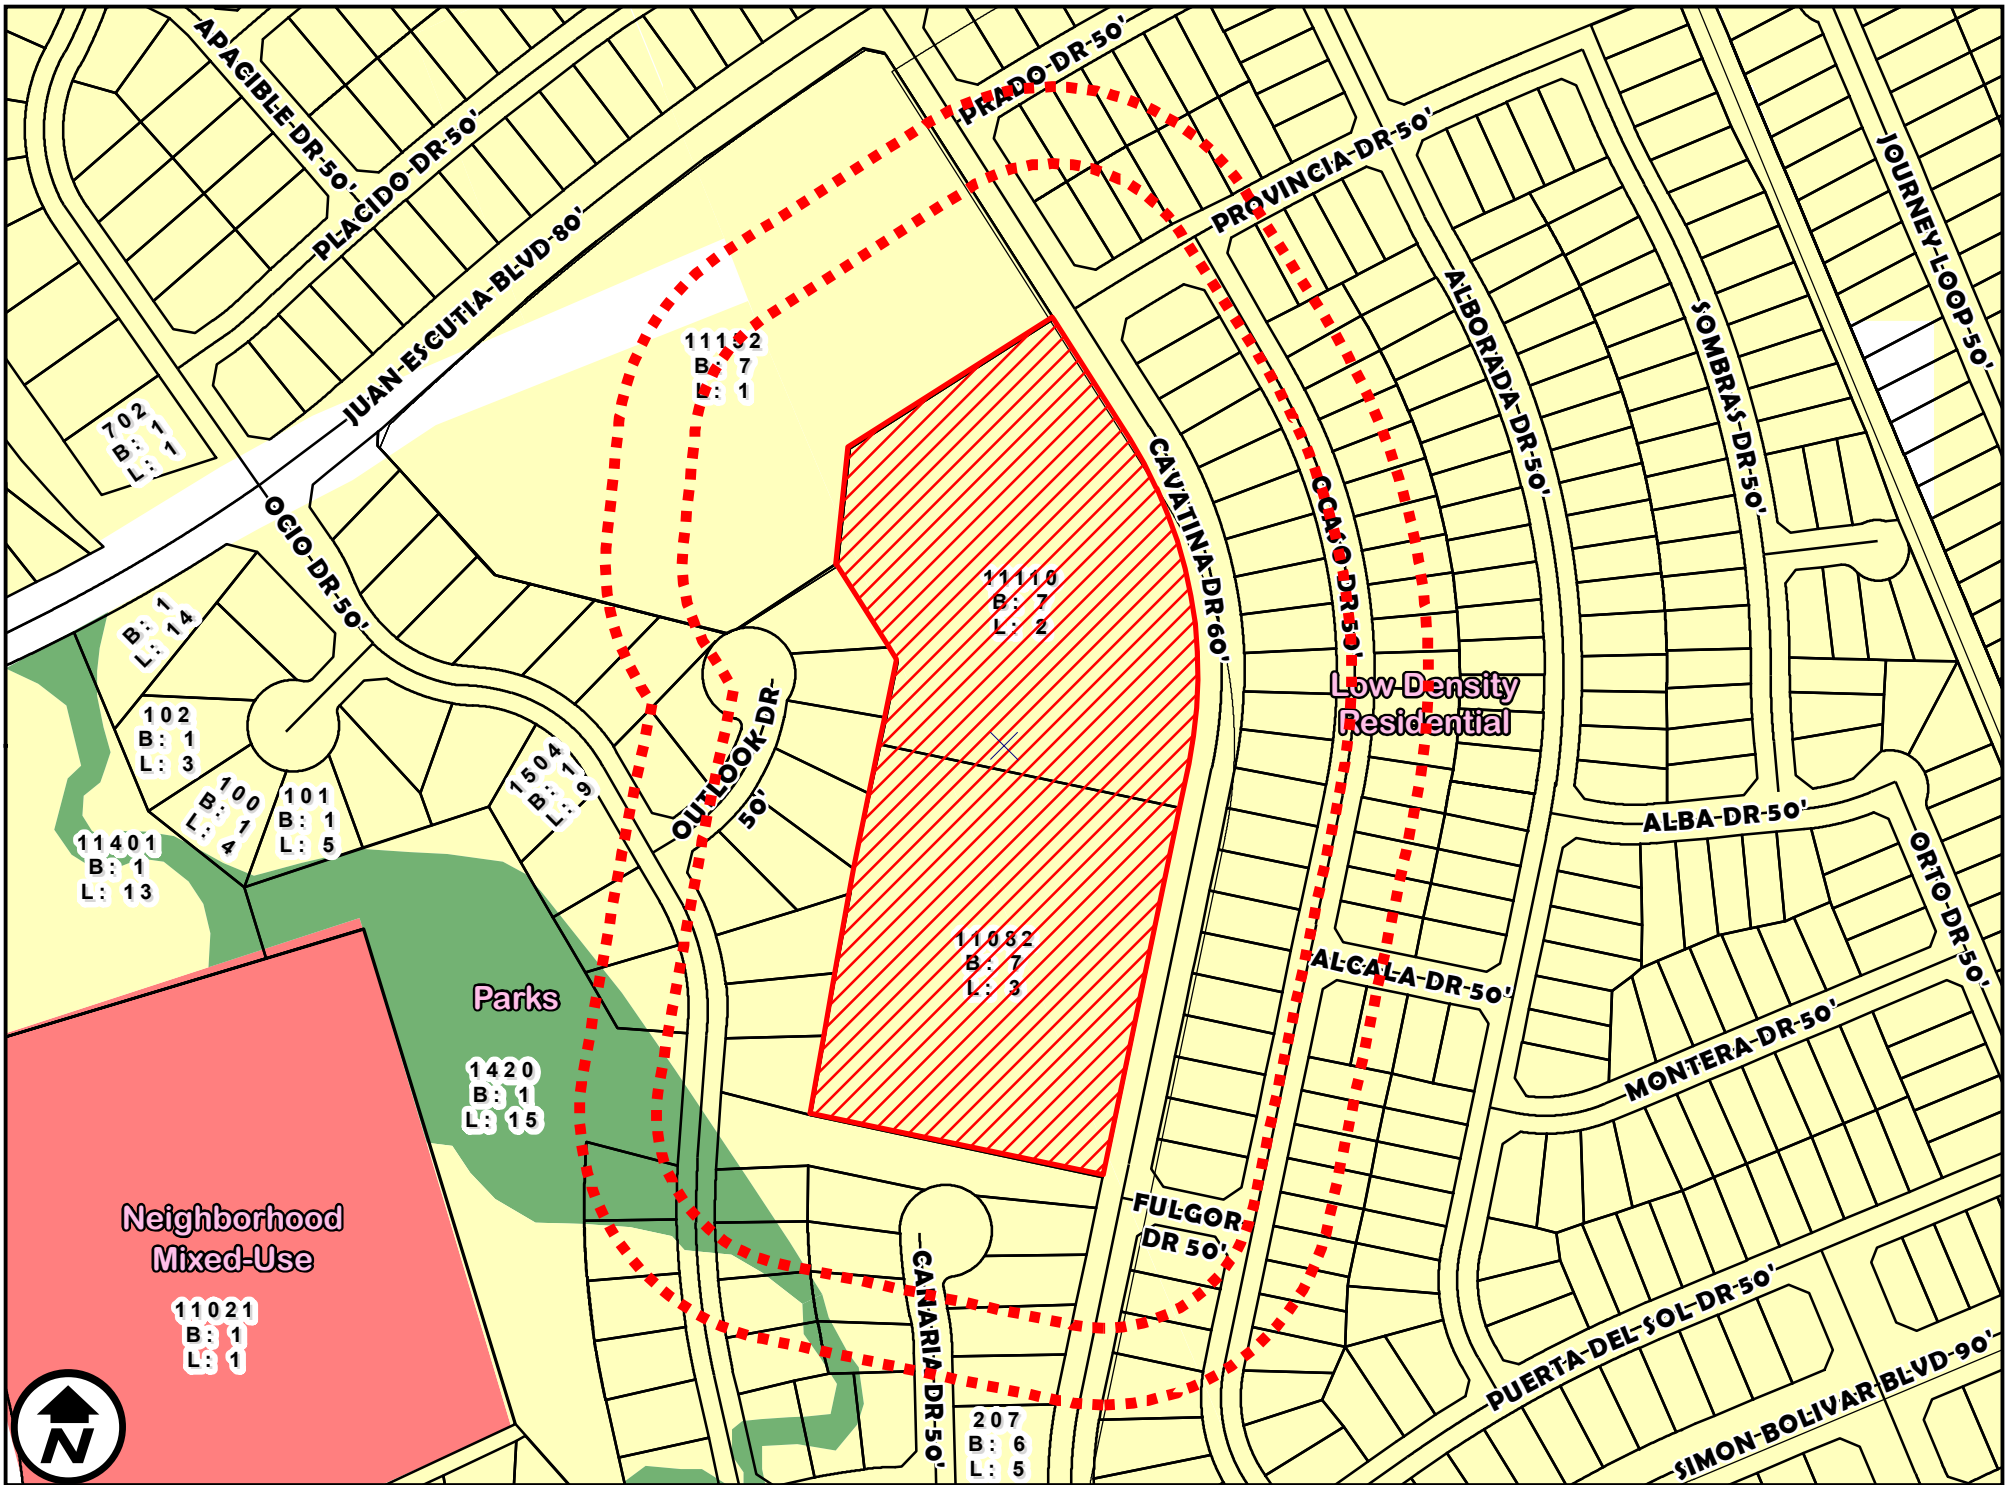 APACIBLE DR 50'
PRADO DR 50'
PLACIDO DR 50'
PROVINCIA DR 50'
JOURNEY LOOP 50'
JUAN ESCUTIA BLVD 80'
ALBORADA DR 50'
SOMBRAS DR 50'
11152
B: 7
L: 1
702
B: 1
L: 1
CAVATINA DR 60'
OCASO DR 50'
OCIO DR 50'
11110
B: 7
L: 2
B: 1
L: 14
Low Density
Residential
102
B: 1
L: 3
100
B: 1
L: 4
101
B: 1
L: 5
1504
B: 1
L: 9
OUTLOOK DR
50'
ALBA DR 50'
ORTO DR 50'
11401
B: 1
L: 13
11082
B: 7
L: 3
ALCALA DR 50'
Parks
MONTERA DR 50'
1420
B: 1
L: 15
Neighborhood
Mixed-Use
11021
B: 1
L: 1
FULGOR
DR 50'
CANARIA DR 50'
PUERTA DEL SOL DR 50'
SIMON BOLIVAR BLVD 90'
207
B: 6
L: 5
N